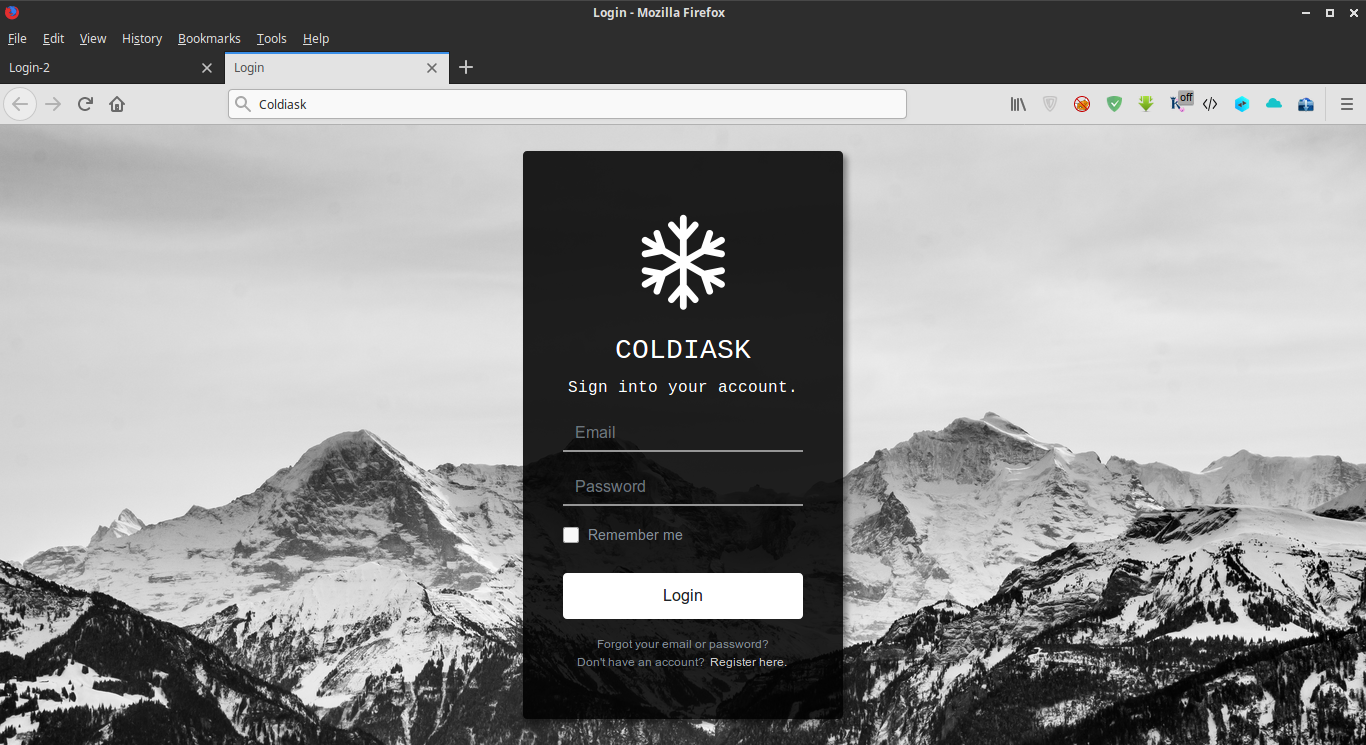 Login - Mozilla Firefox
File Edit View History Bookmarks Tools Help
Login-2 Login
Coldiask
off
COLDIASK
Sign into your account.
Email
Password
Remember me
Login
Forgot your email or password?
Don't have an account? Register here.